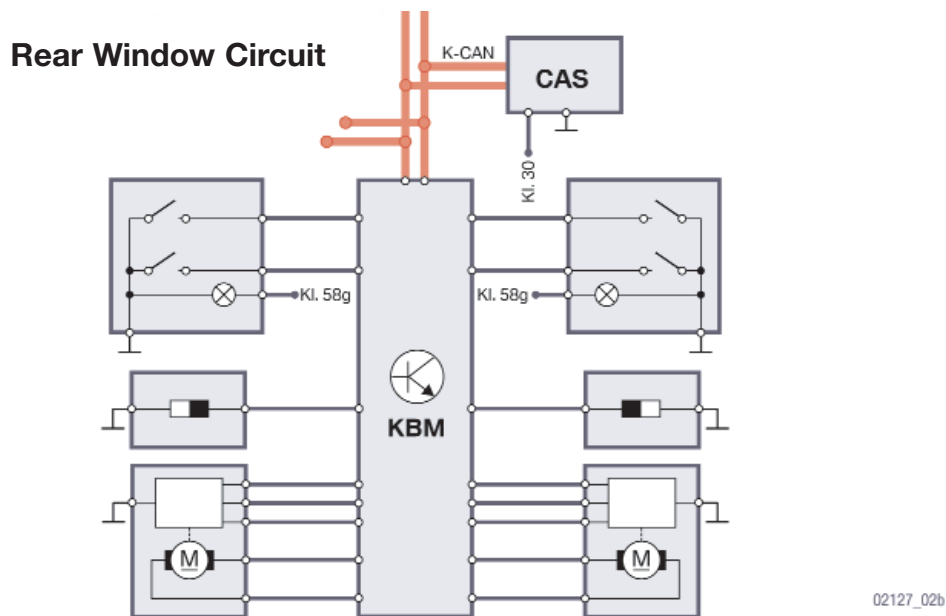 Rear Window Circuit
K-CAN
CAS
Kl. 30
Kl. 58g
Kl. 58g
KBM
M
M
02127_02b